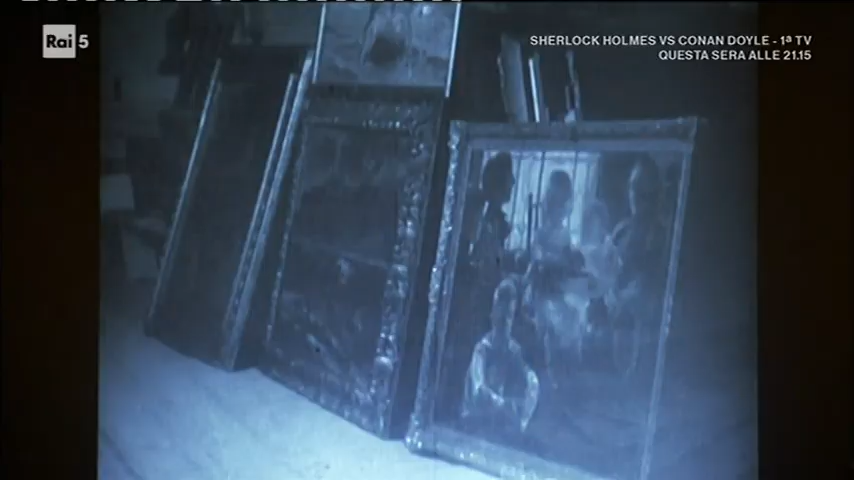 Rai 5
SHERLOCK HOLMES VS CONAN DOYLE - 1ª TV
QUESTA SERA ALLE 21.15